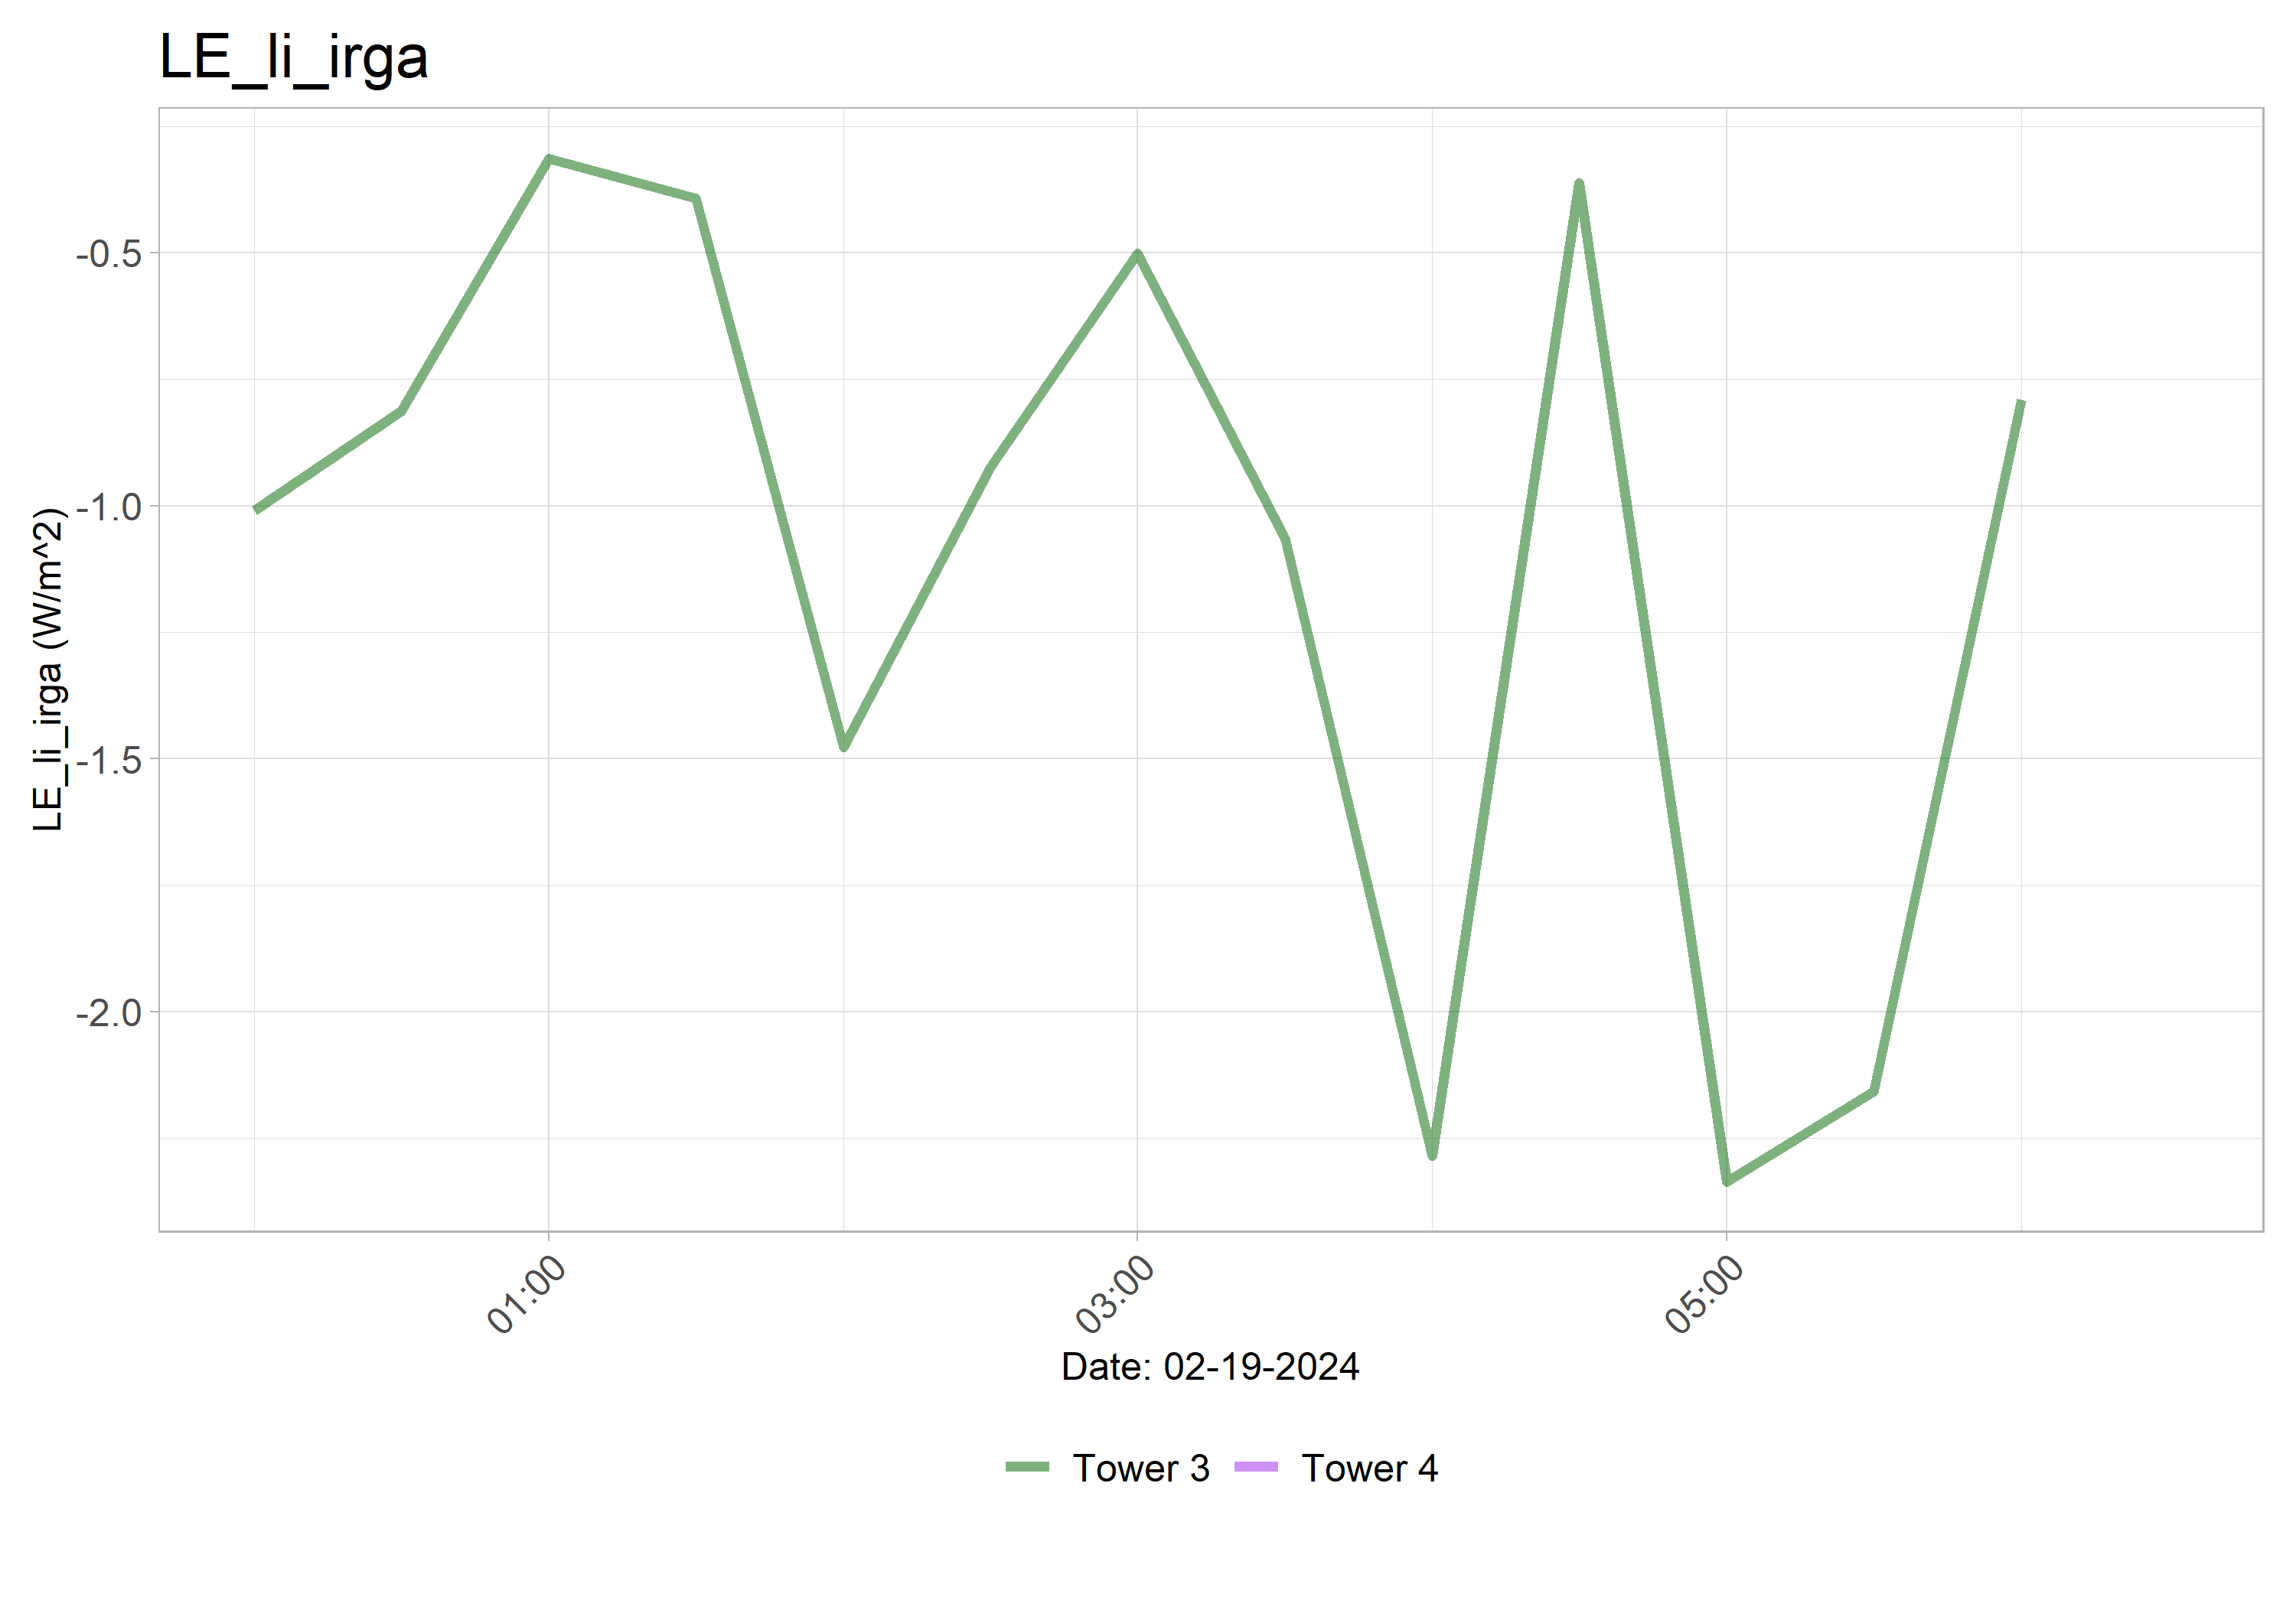 LE_li_irga
LE_li_irga (W/m^2)
-0.5
-1.0
-1.5
-2.0
01:00
03:00
05:00
Date: 02-19-2024
Tower 3
Tower 4